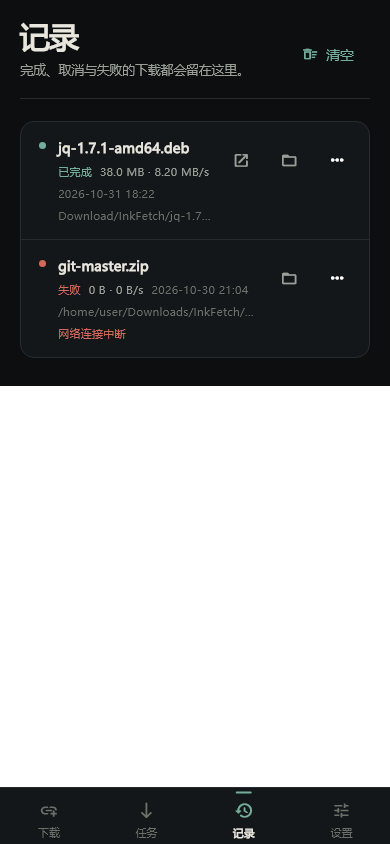 记录
完成、取消与失败的下载都会留在这里。
清空
jq-1.7.1-amd64.deb
已完成 38.0 MB · 8.20 MB/s
2026-10-31 18:22
Download/InkFetch/jq-1.7...
git-master.zip
失败 0 B · 0 B/s 2026-10-30 21:04
/home/user/Downloads/InkFetch/...
网络连接中断
下载
任务
记录
设置